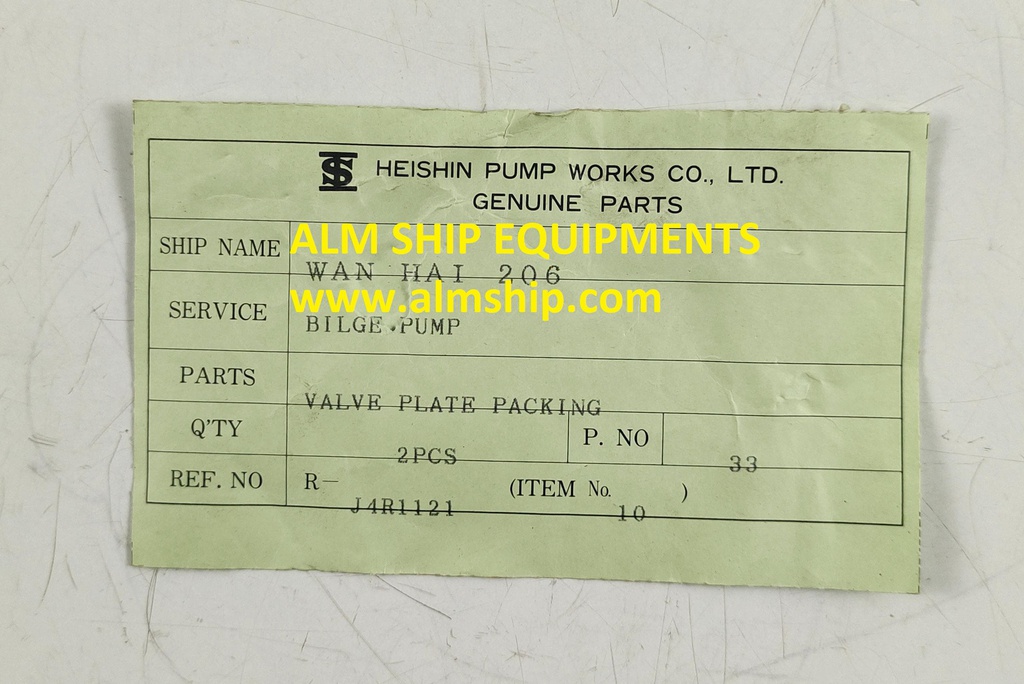 HEISHIN PUMP WORKS CO., LTD.
GENUINE PARTS
SHIP NAME WAN HAI 206
ALM SHIP EQUIPMENTS
www.almship.com
SERVICE BILGE PUMP
PARTS VALVE PLATE PACKING
Q'TY 2PCS P. NO 33
REF. NO R- J4R1121 (ITEM No. 10 )